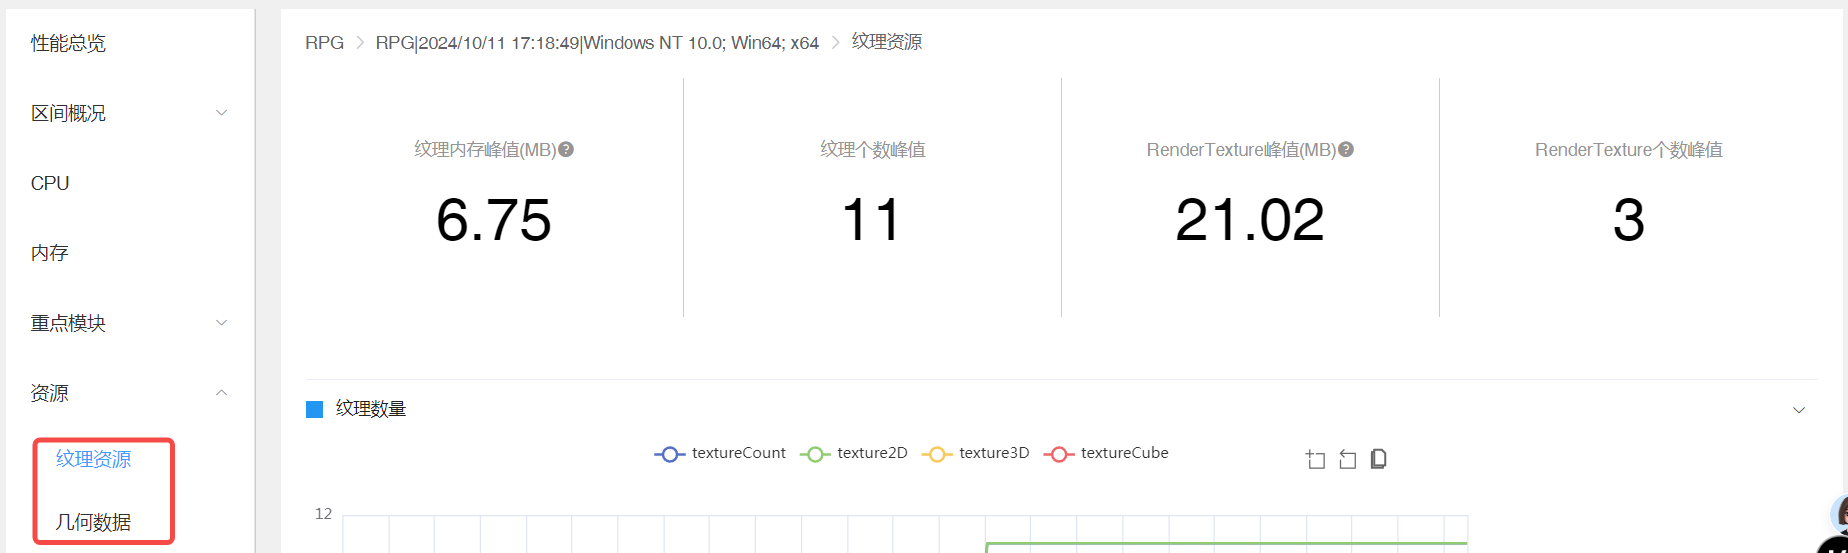 性能总览
区间概况
CPU
内存
重点模块
资源
纹理资源
几何数据
RPG > RPG|2024/10/11 17:18:49|Windows NT 10.0; Win64; x64 > 纹理资源
纹理内存峰值(MB)?
6.75
纹理个数峰值
11
RenderTexture峰值(MB)?
21.02
RenderTexture个数峰值
3
纹理数量
textureCount texture2D texture3D textureCube
12